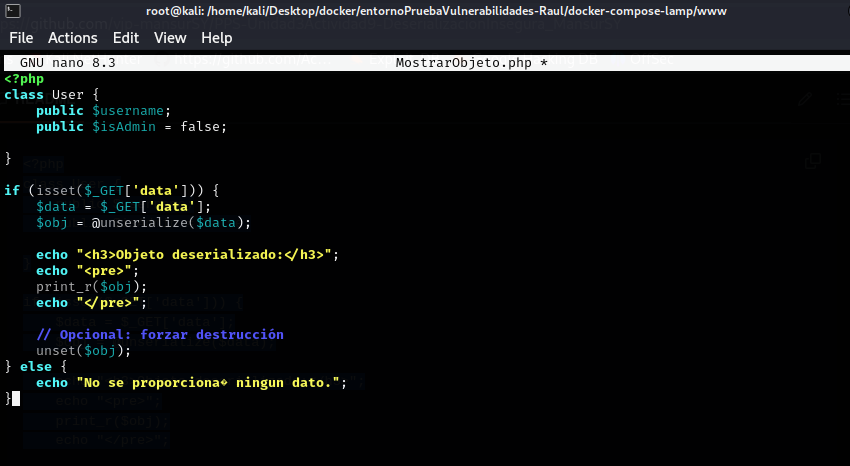 root@kali: /home/kali/Desktop/docker/entornoPruebaVulnerabilidades-Raul/docker-compose-lamp/www
File Actions Edit View Help
GNU nano 8.3 MostrarObjeto.php *
<?php
class User {
    public $username;
    public $isAdmin = false;

}

if (isset($_GET['data'])) {
    $data = $_GET['data'];
    $obj = @unserialize($data);

    echo "<h3>Objeto deserializado:</h3>";
    echo "<pre>";
    print_r($obj);
    echo "</pre>";

    // Opcional: forzar destrucción
    unset($obj);
} else {
    echo "No se proporciona� ningun dato.";
}